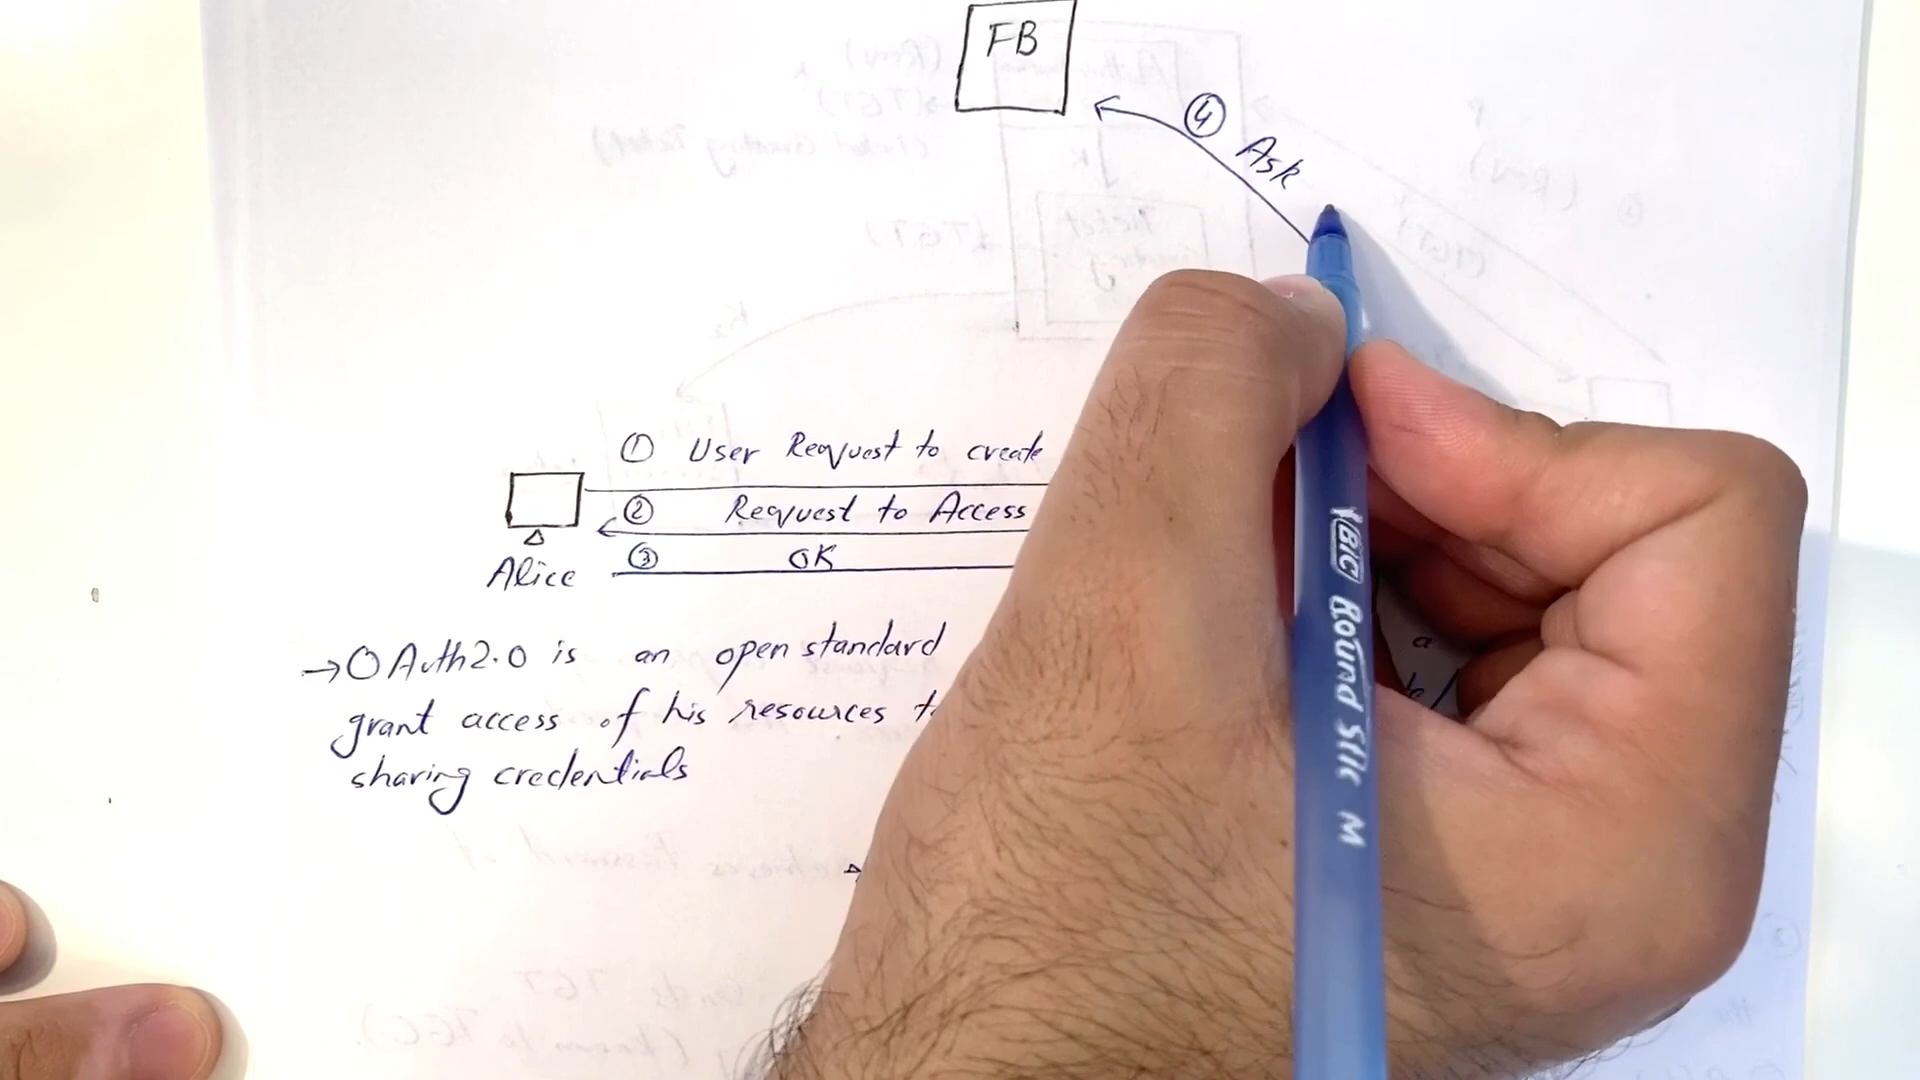 FB
④ Ask
① User Request to create
② Request to Access
③ OK
Alice
→ OAuth2.0 is an open standard
grant access of his resources
sharing credentials
BIC Round Stic M